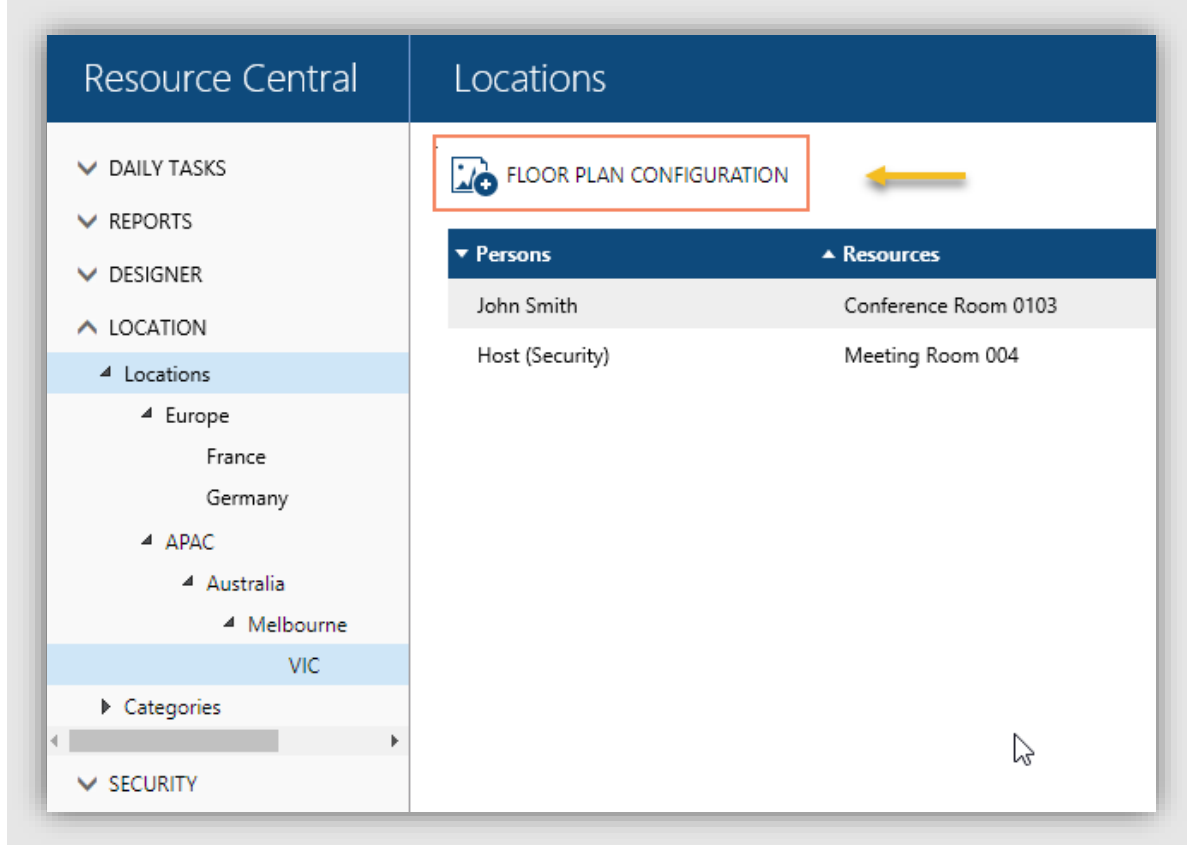 Resource Central
Locations
DAILY TASKS
REPORTS
DESIGNER
LOCATION
Locations
Europe
France
Germany
APAC
Australia
Melbourne
VIC
Categories
SECURITY
FLOOR PLAN CONFIGURATION
Persons Resources
John Smith Conference Room 0103
Host (Security) Meeting Room 004